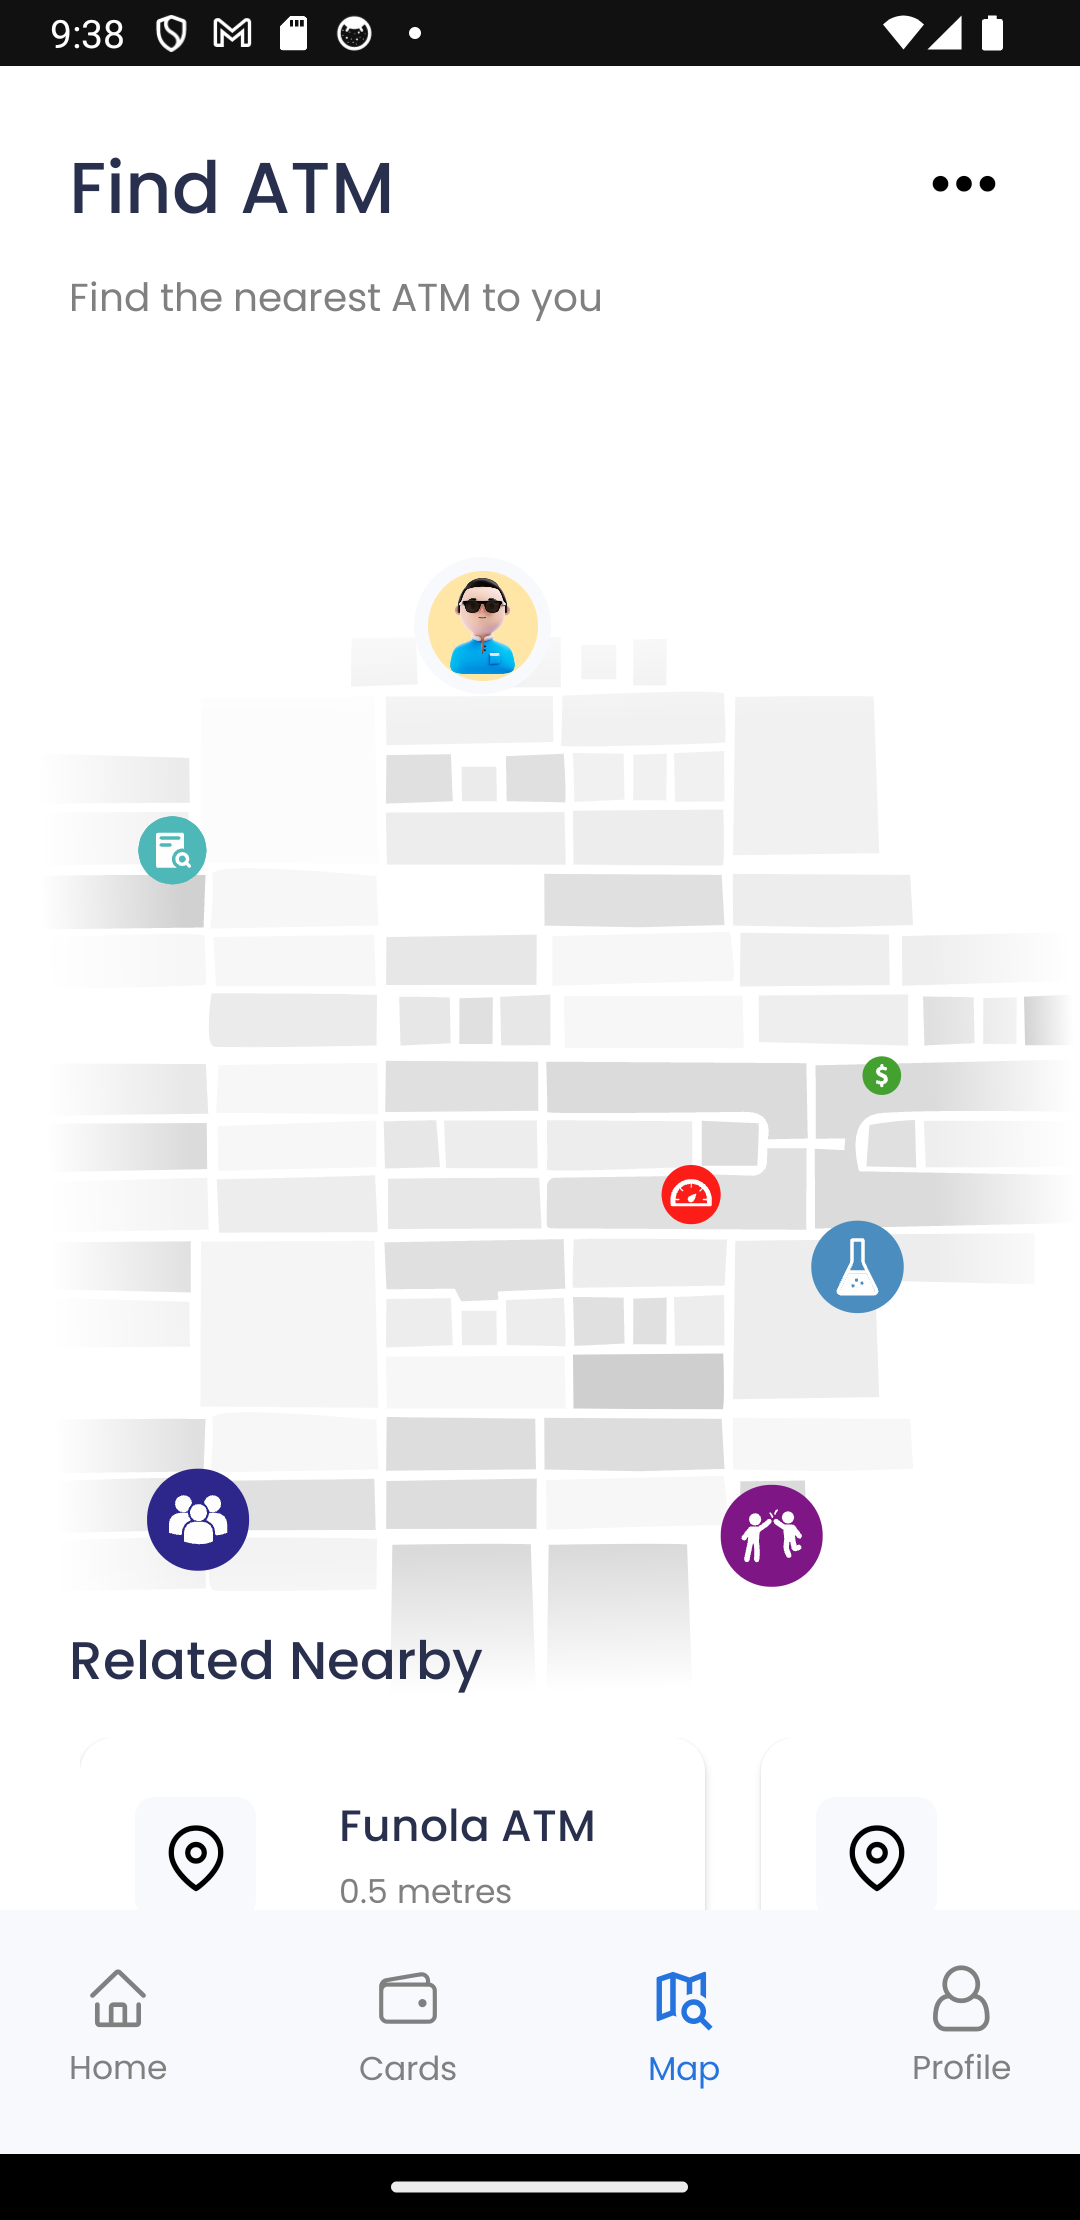 9:38
Find ATM
Find the nearest ATM to you
$
Related Nearby
Funola ATM
0.5 metres
Home
Cards
Map
Profile